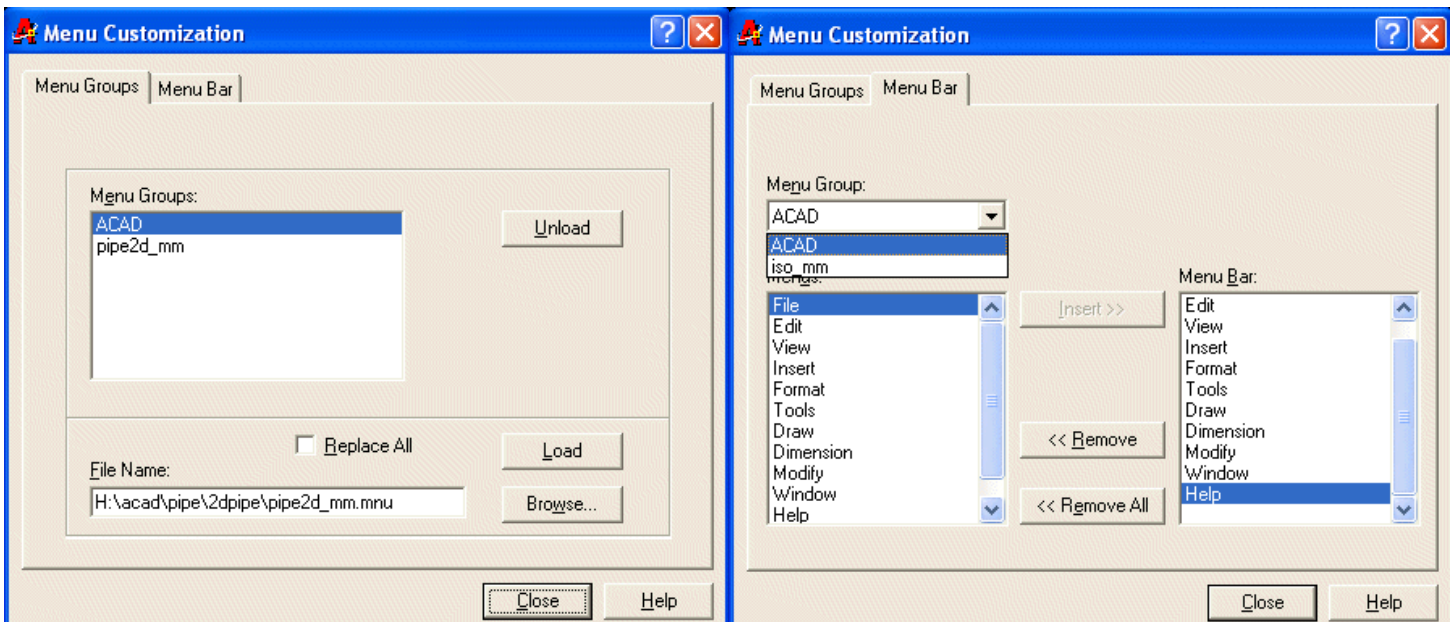 Menu Customization
Menu Groups
Menu Bar
Menu Groups:
ACAD
pipe2d_mm
Unload
Replace All
Load
File Name:
H:\acad\pipe\2dpipe\pipe2d_mm.mnu
Browse...
Close
Help
Menu Customization
Menu Groups
Menu Bar
Menu Group:
ACAD
ACAD
iso_mm
Menus:
File
Edit
View
Insert
Format
Tools
Draw
Dimension
Modify
Window
Help
Insert >>
<< Remove
<< Remove All
Menu Bar:
Edit
View
Insert
Format
Tools
Draw
Dimension
Modify
Window
Help
Close
Help